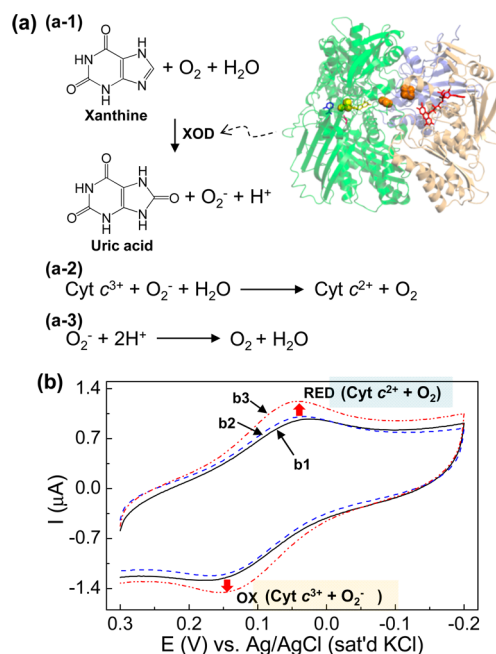 (a) (a-1)
O
HN
N
H
N
N
O
H
+ O₂ + H₂O
Xanthine
XOD
O
HN
H
N
O
N
H
N
H
O
+ O₂⁻ + H⁺
Uric acid
(a-2)
Cyt c³⁺ + O₂⁻ + H₂O → Cyt c²⁺ + O₂
(a-3)
O₂⁻ + 2H⁺ → O₂ + H₂O
(b)
1.4
0.7
0.0
-0.7
-1.4
I (μA)
b3
b2
b1
RED (Cyt c²⁺ + O₂)
OX (Cyt c³⁺ + O₂⁻ )
0.3 0.2 0.1 0.0 -0.1 -0.2
E (V) vs. Ag/AgCl (sat'd KCl)